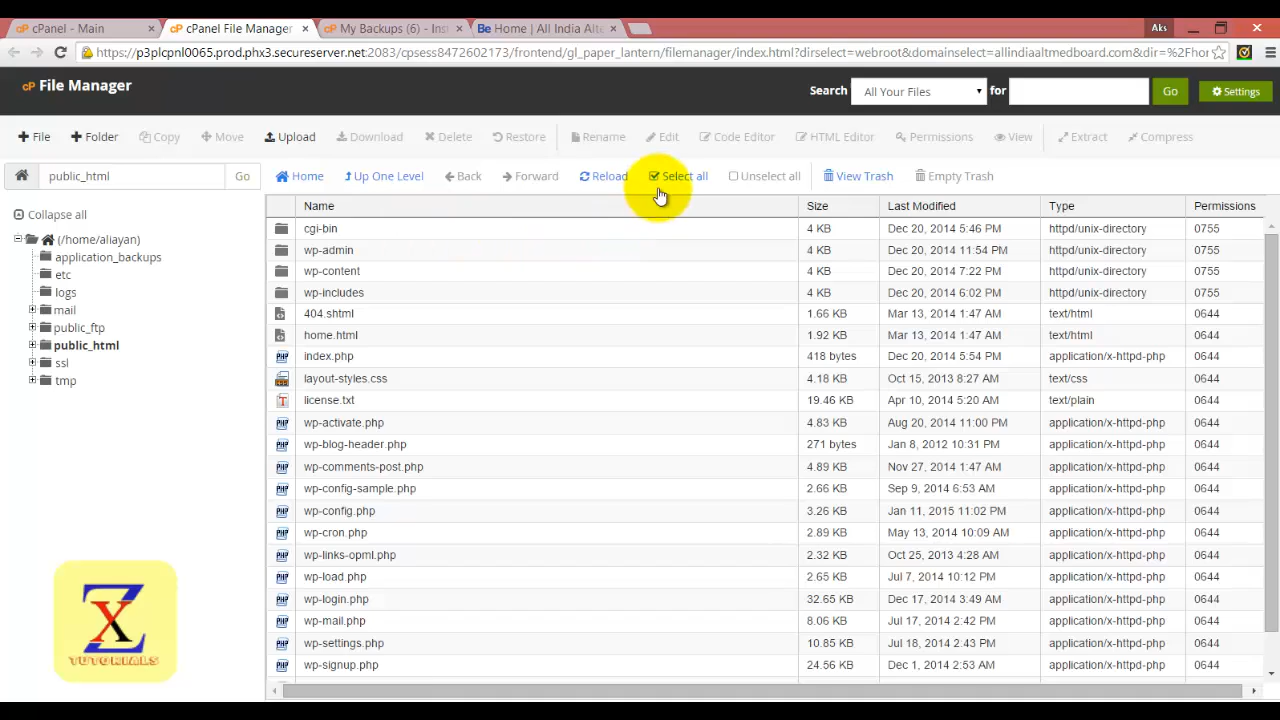 cPanel - Main
cPanel File Manager
My Backups (6) - Ins
Home | All India Alte
Aks
https://p3plcpnl0065.prod.phx3.secureserver.net:2083/cpsess8472602173/frontend/gl_paper_lantern/filemanager/index.html?dirselect=webroot&domainselect=allindiaaltmedboard.com&dir=%2Fhor
cP File Manager
Search All Your Files for Go Settings
File Folder Copy Move Upload Download Delete Restore Rename Edit Code Editor HTML Editor Permissions View Extract Compress
public_html Go Home Up One Level Back Forward Reload Select all Unselect all View Trash Empty Trash
Collapse all
(/home/aliayan)
application_backups
etc
logs
mail
public_ftp
public_html
ssl
tmp
Name Size Last Modified Type Permissions
cgi-bin 4 KB Dec 20, 2014 5:46 PM httpd/unix-directory 0755
wp-admin 4 KB Dec 20, 2014 11:54 PM httpd/unix-directory 0755
wp-content 4 KB Dec 20, 2014 7:22 PM httpd/unix-directory 0755
wp-includes 4 KB Dec 20, 2014 6:02 PM httpd/unix-directory 0755
404.shtml 1.66 KB Mar 13, 2014 1:47 AM text/html 0644
home.html 1.92 KB Mar 13, 2014 1:47 AM text/html 0644
index.php 418 bytes Dec 20, 2014 5:54 PM application/x-httpd-php 0644
layout-styles.css 4.18 KB Oct 15, 2013 8:27 AM text/css 0644
license.txt 19.46 KB Apr 10, 2014 5:20 AM text/plain 0644
wp-activate.php 4.83 KB Aug 20, 2014 11:00 PM application/x-httpd-php 0644
wp-blog-header.php 271 bytes Jan 8, 2012 10:31 PM application/x-httpd-php 0644
wp-comments-post.php 4.89 KB Nov 27, 2014 1:47 AM application/x-httpd-php 0644
wp-config-sample.php 2.66 KB Sep 9, 2014 6:53 AM application/x-httpd-php 0644
wp-config.php 3.26 KB Jan 11, 2015 11:02 PM application/x-httpd-php 0644
wp-cron.php 2.89 KB May 13, 2014 10:09 AM application/x-httpd-php 0644
wp-links-opml.php 2.32 KB Oct 25, 2013 4:28 AM application/x-httpd-php 0644
wp-load.php 2.65 KB Jul 7, 2014 10:12 PM application/x-httpd-php 0644
wp-login.php 32.65 KB Dec 17, 2014 3:49 AM application/x-httpd-php 0644
wp-mail.php 8.06 KB Jul 17, 2014 2:42 PM application/x-httpd-php 0644
wp-settings.php 10.85 KB Jul 18, 2014 2:43 PM application/x-httpd-php 0644
wp-signup.php 24.56 KB Dec 1, 2014 2:53 AM application/x-httpd-php 0644
ZX
TUTORIALS